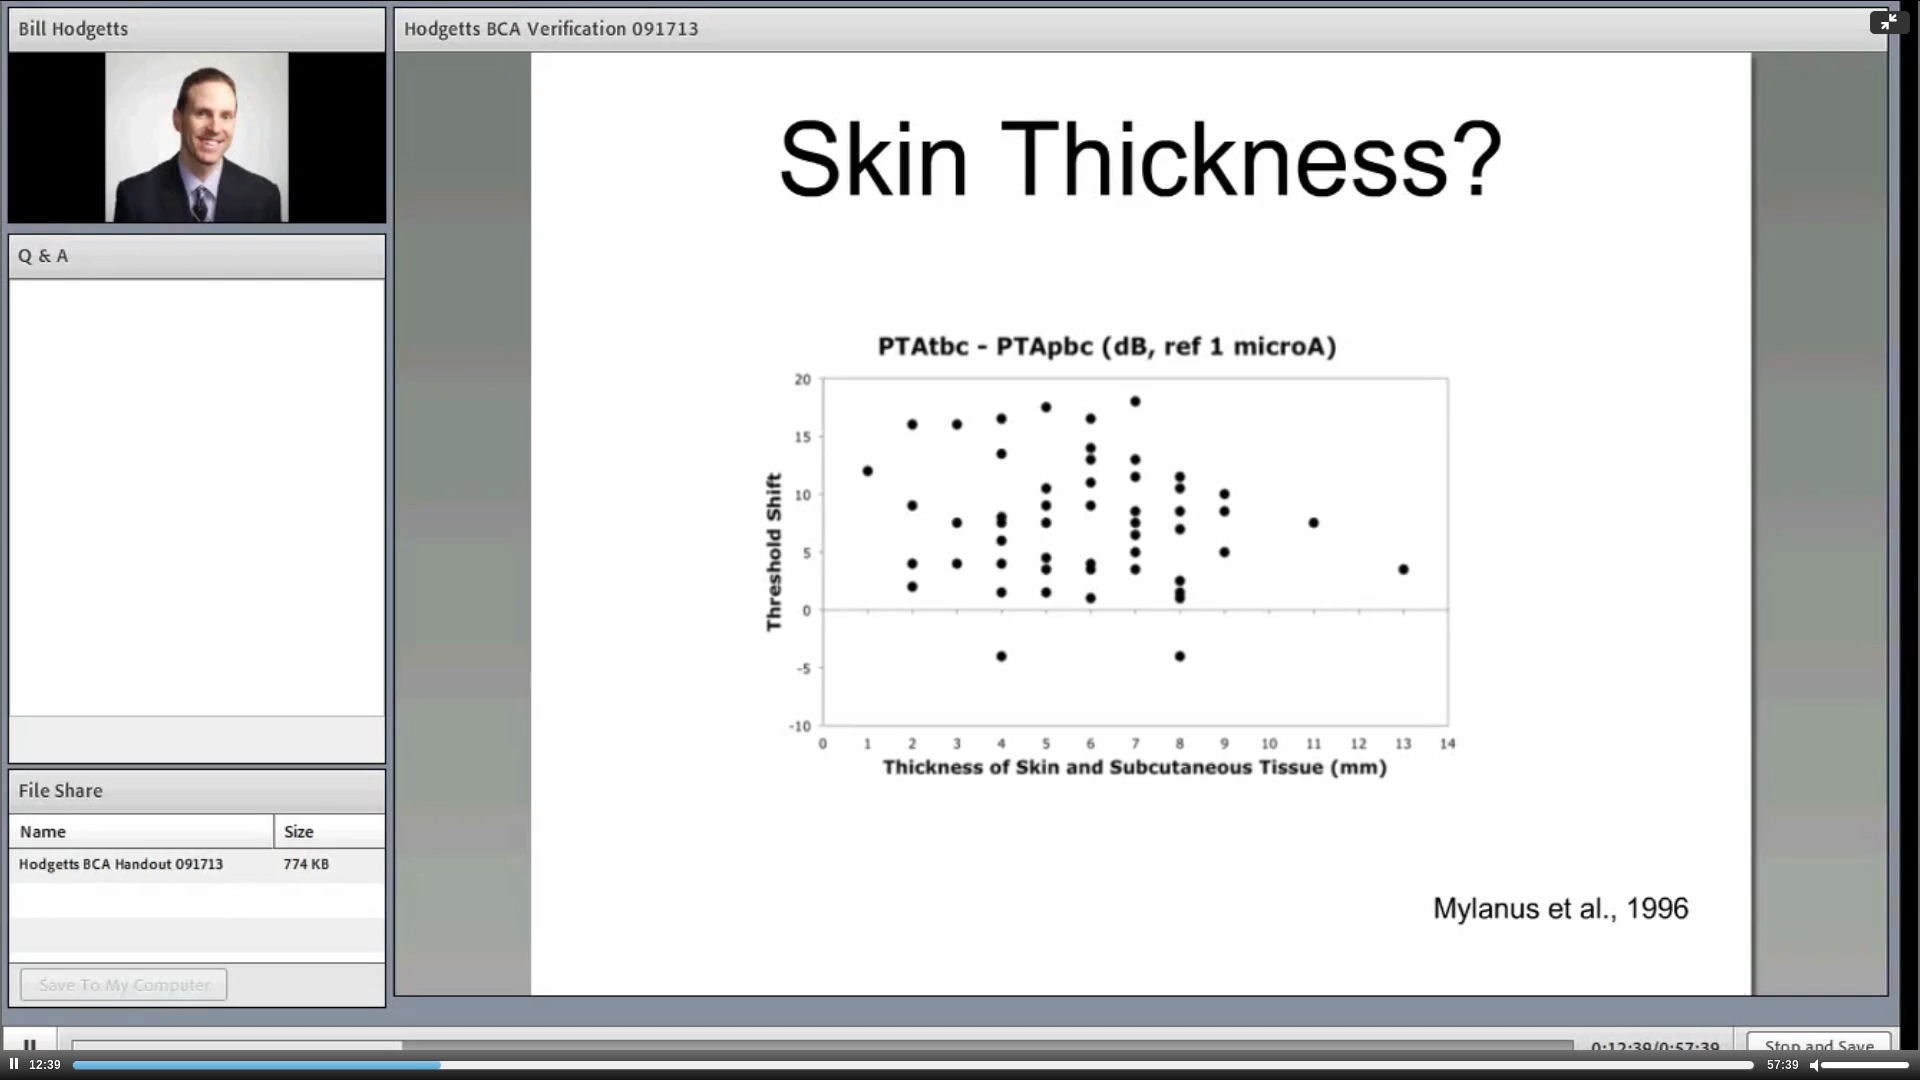 Bill Hodgetts
Hodgetts BCA Verification 091713
Q & A
File Share
Name Size
Hodgetts BCA Handout 091713 774 KB
Save To My Computer
Skin Thickness?
PTAtbc - PTApbc (dB, ref 1 microA)
Threshold Shift
20
15
10
5
0
-5
-10
0 1 2 3 4 5 6 7 8 9 10 11 12 13 14
Thickness of Skin and Subcutaneous Tissue (mm)
Mylanus et al., 1996
0:12:39/0:57:39
Stop and Save
12:39
57:39